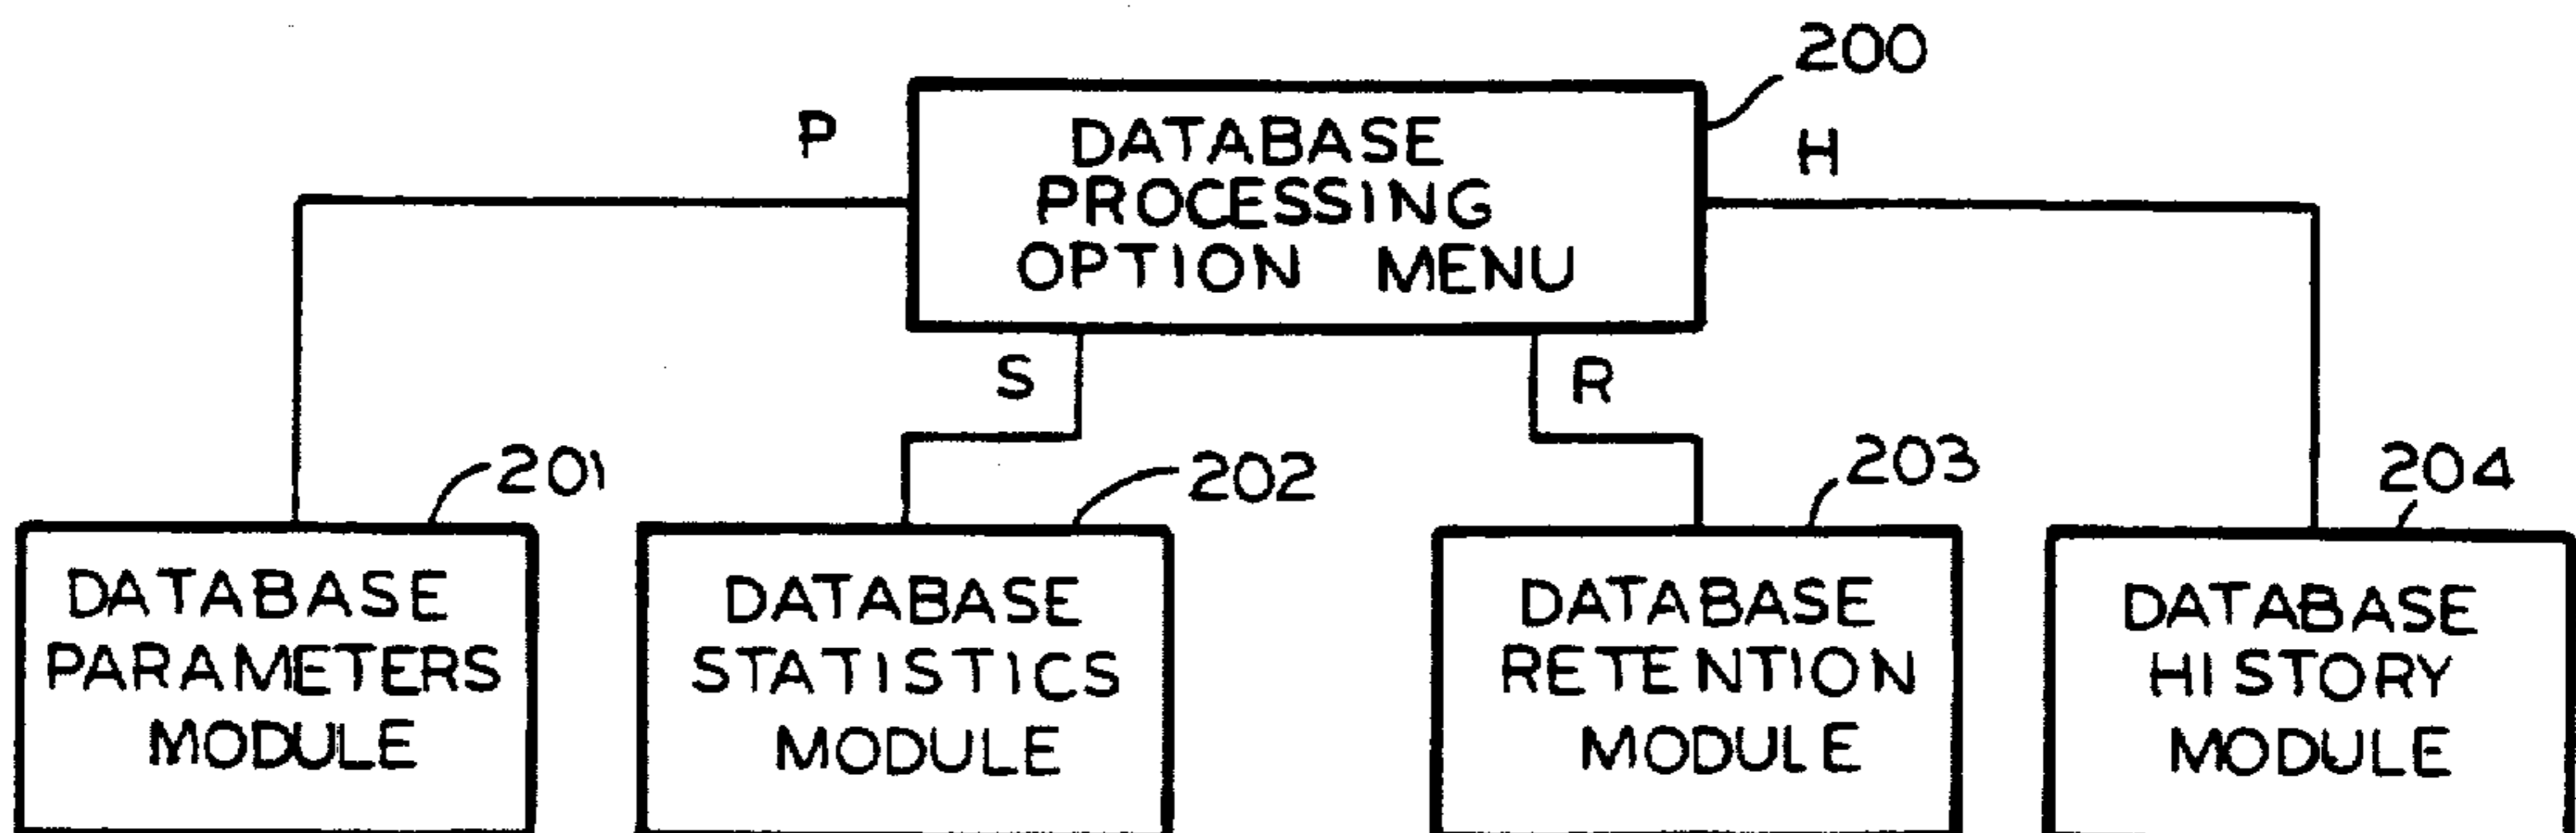 200
P
DATABASE
PROCESSING
OPTION MENU
H
S
R
201
202
203
204
DATABASE
PARAMETERS
MODULE
DATABASE
STATISTICS
MODULE
DATABASE
RETENTION
MODULE
DATABASE
HISTORY
MODULE